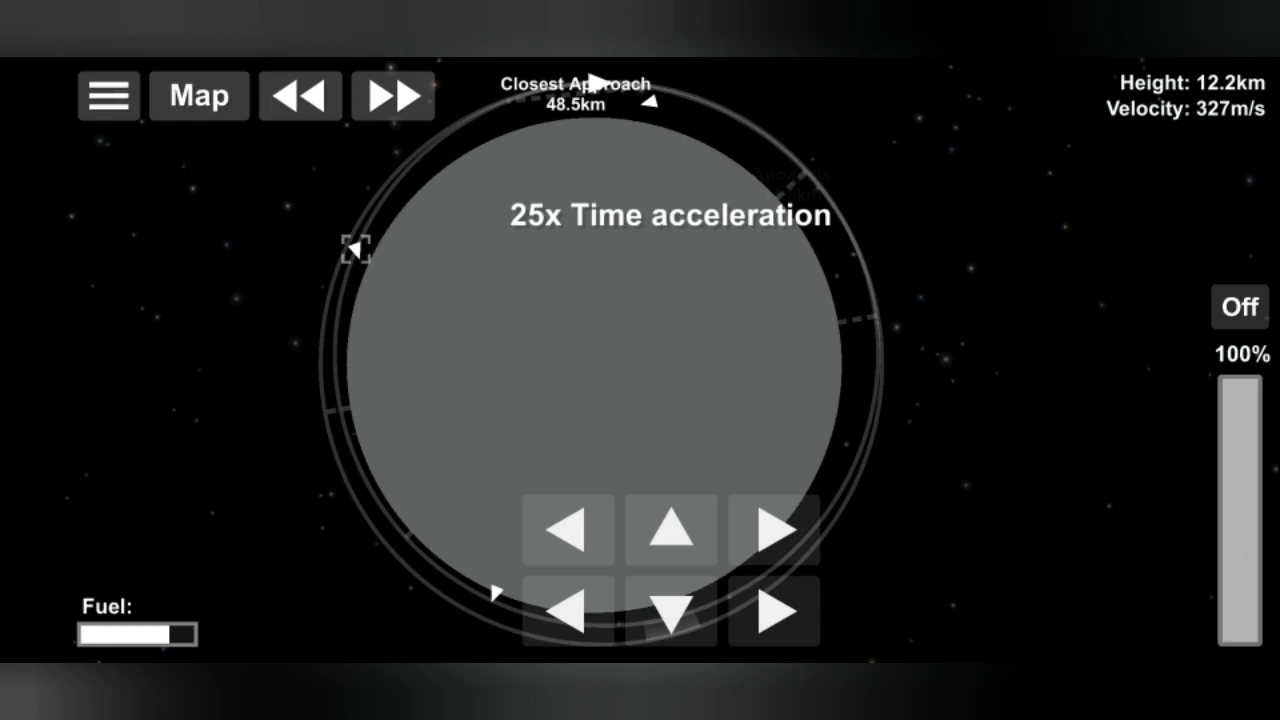 Map
Closest Approach
48.5km
Height: 12.2km
Velocity: 327m/s
25x Time acceleration
Off
100%
Fuel: